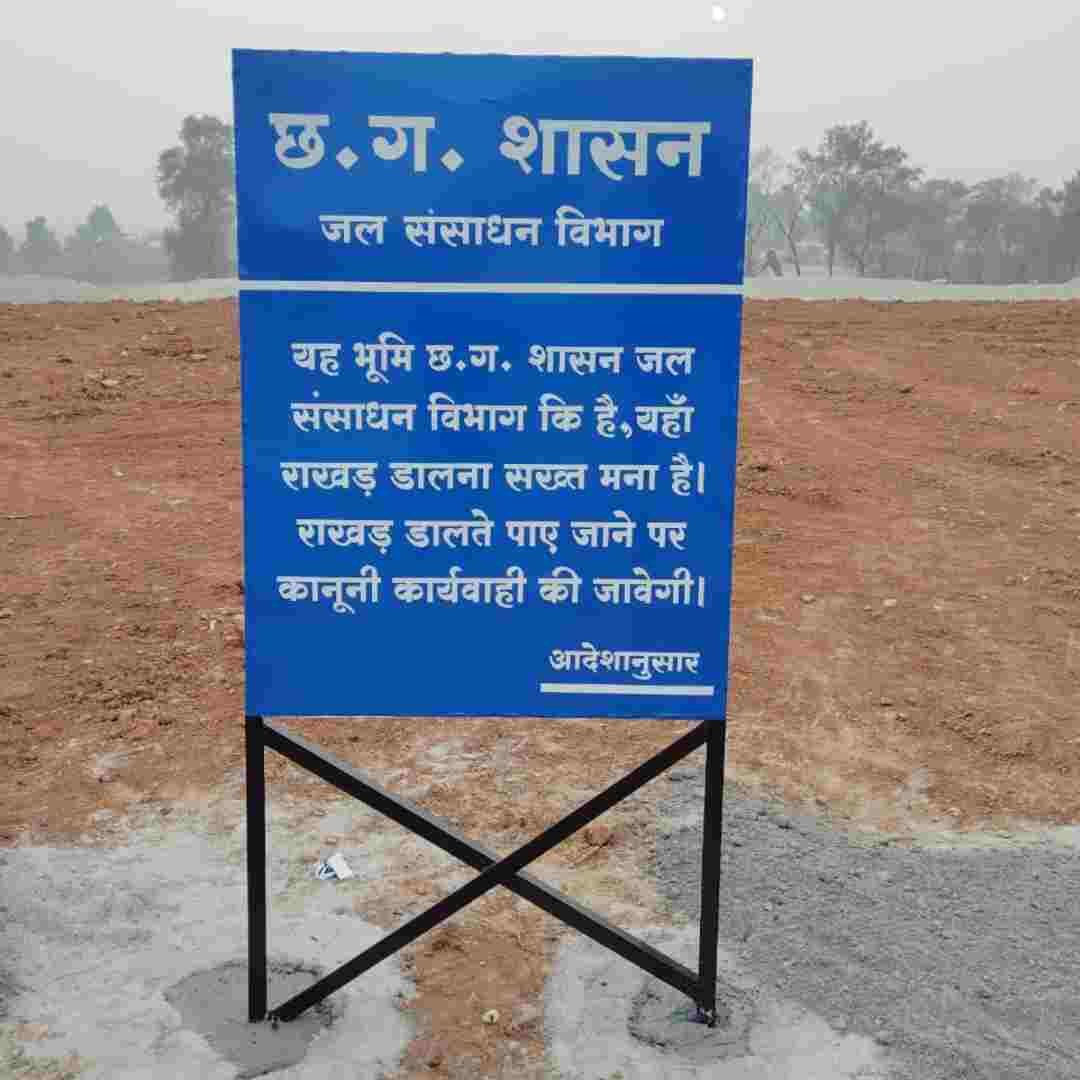 छ.ग. शासन
जल संसाधन विभाग
यह भूमि छ.ग. शासन जल
संसाधन विभाग कि है,यहाँ
राखड़ डालना सख्त मना है।
राखड़ डालते पाए जाने पर
कानूनी कार्यवाही की जावेगी।
आदेशानुसार